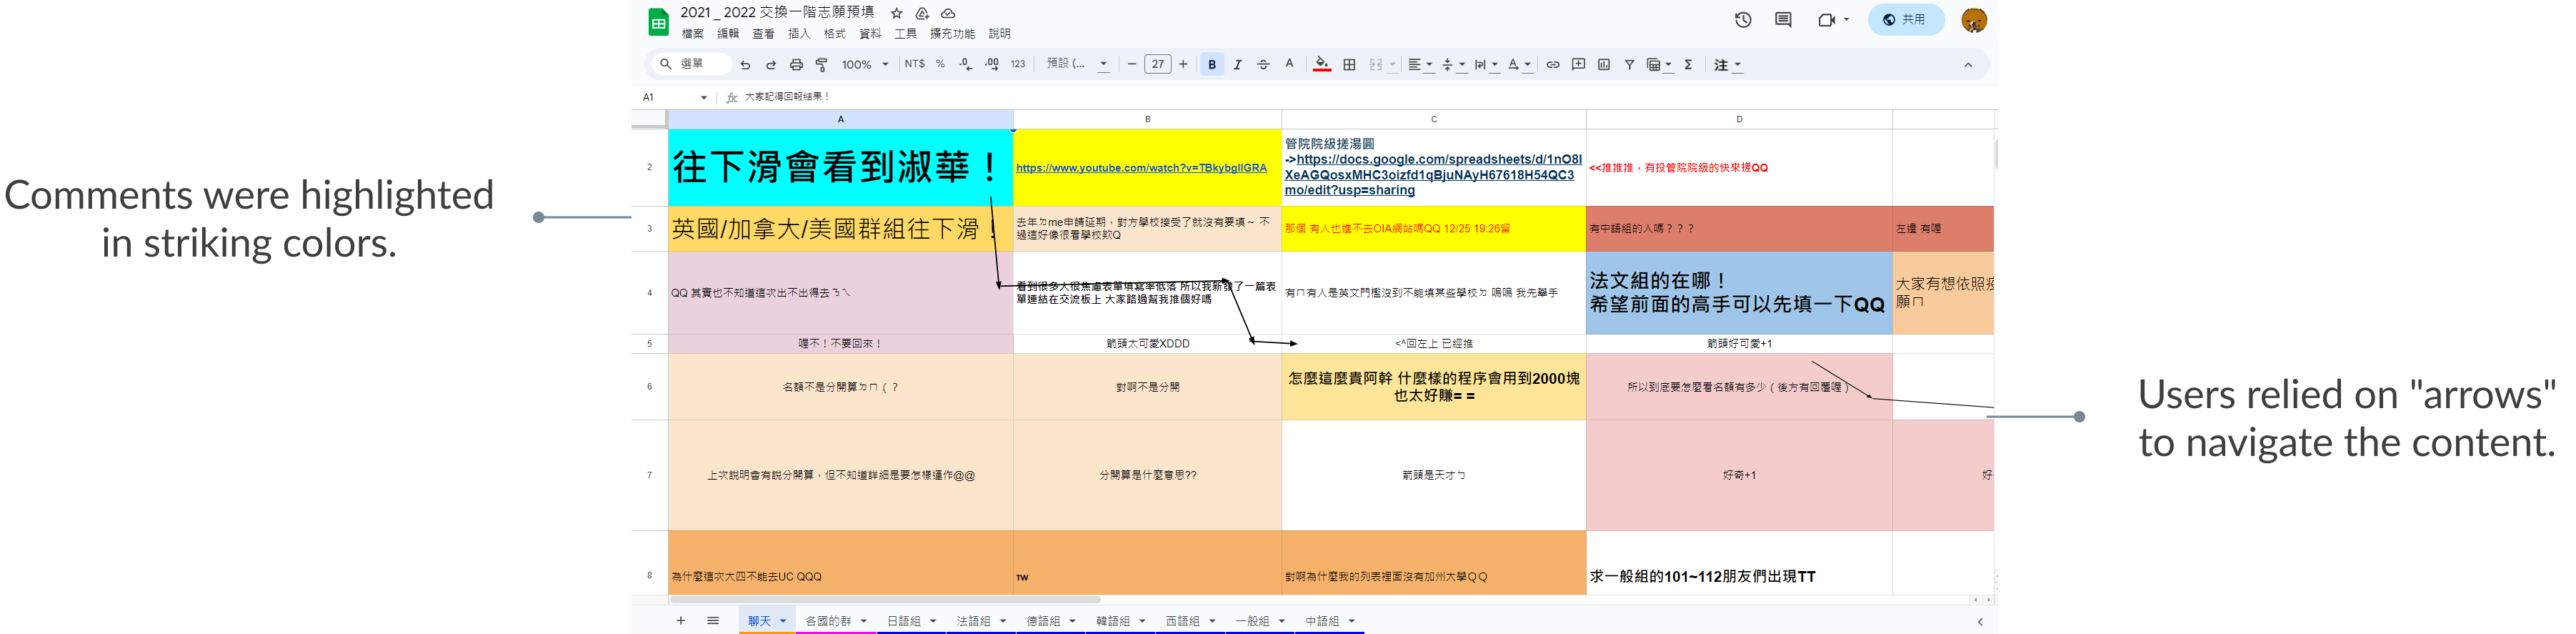 2021 _ 2022 交換一階志願預填
檔案 編輯 查看 插入 格式 資料 工具 擴充功能 說明
共用
選單
100%
NT$ % .0 .00 123
預設 (...
27
B I A
A1
fx 大家記得回報結果！
A B C D
2
往下滑會看到淑華！
管院院級搓湯圓
->https://docs.google.com/spreadsheets/d/1nO8I
XeAGQosxMHC3oizfd1qBjuNAyH67618H54QC3
mo/edit?usp=sharing
<<推推推，有投管院院級的快來搓QQ
3
英國/加拿大/美國群組往下滑！
去年ㄉme申請延期，對方學校接受了就沒有要填～ 不
過這好像很看學校欸Q
那個 有人也進不去OIA網站嗎QQ 12/25 19:26留
有中語組的人嗎？？？
左邊 有喔
4
QQ 其實也不知道這次出不出得去ㄋㄟ
看到很多人很焦慮表單填寫率低落 所以我新發了一篇表
單連結在交流板上 大家路過幫我推個好嗎
有ㄇ有人是英文門檻沒到不能填某些學校ㄉ 嗚嗚 我先舉手
法文組的在哪！
希望前面的高手可以先填一下QQ
大家有想依照疫
願ㄇ
5
喔不！不要回來！
箭頭太可愛XDDD
<^回左上 已經推
箭頭好可愛+1
6
名額不是分開算ㄉㄇ（？
對啊不是分開
怎麼這麼貴阿幹 什麼樣的程序會用到2000塊
也太好賺= =
所以到底要怎麼看名額有多少（後方有回覆喔）
7
上次說明會有說分開算，但不知道詳細是要怎樣運作@@
分開算是什麼意思??
箭頭是天才ㄅ
好奇+1
好
8
為什麼這次大四不能去UC QQQ
TW
對啊為什麼我的列表裡面沒有加州大學ＱＱ
求一般組的101~112朋友們出現TT
聊天 各國的群 日語組 法語組 德語組 韓語組 西語組 一般組 中語組
Comments were highlighted
in striking colors.
Users relied on "arrows"
to navigate the content.